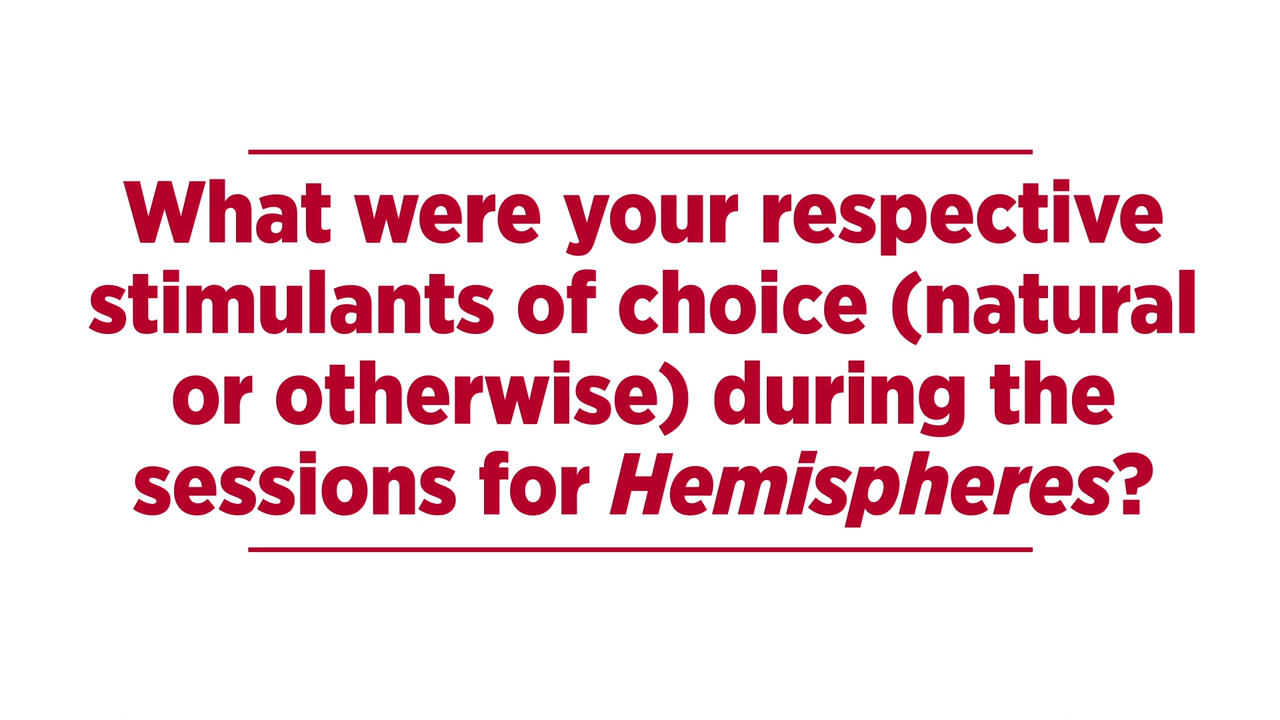 What were your respective
stimulants of choice (natural
or otherwise) during the
sessions for Hemispheres?